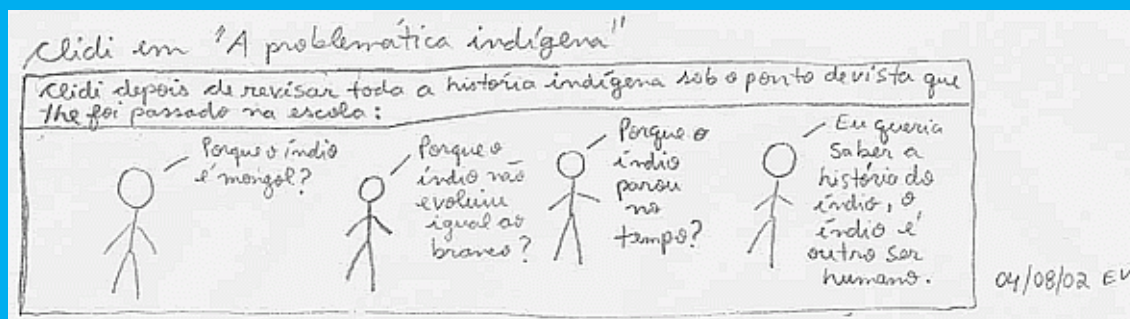 Clidi em "A problemática indígena"
Clidi depois de revisar toda a história indígena sob o ponto de vista que
lhe foi passado na escola:
Porque o índio
é mongol?
Porque o
índio não
evoluiu
igual ao
branco?
Porque o
índio
parou
no
tempo?
Eu queria
saber a
história do
índio, o
índio é
outro ser
humano.
04/08/02 EV